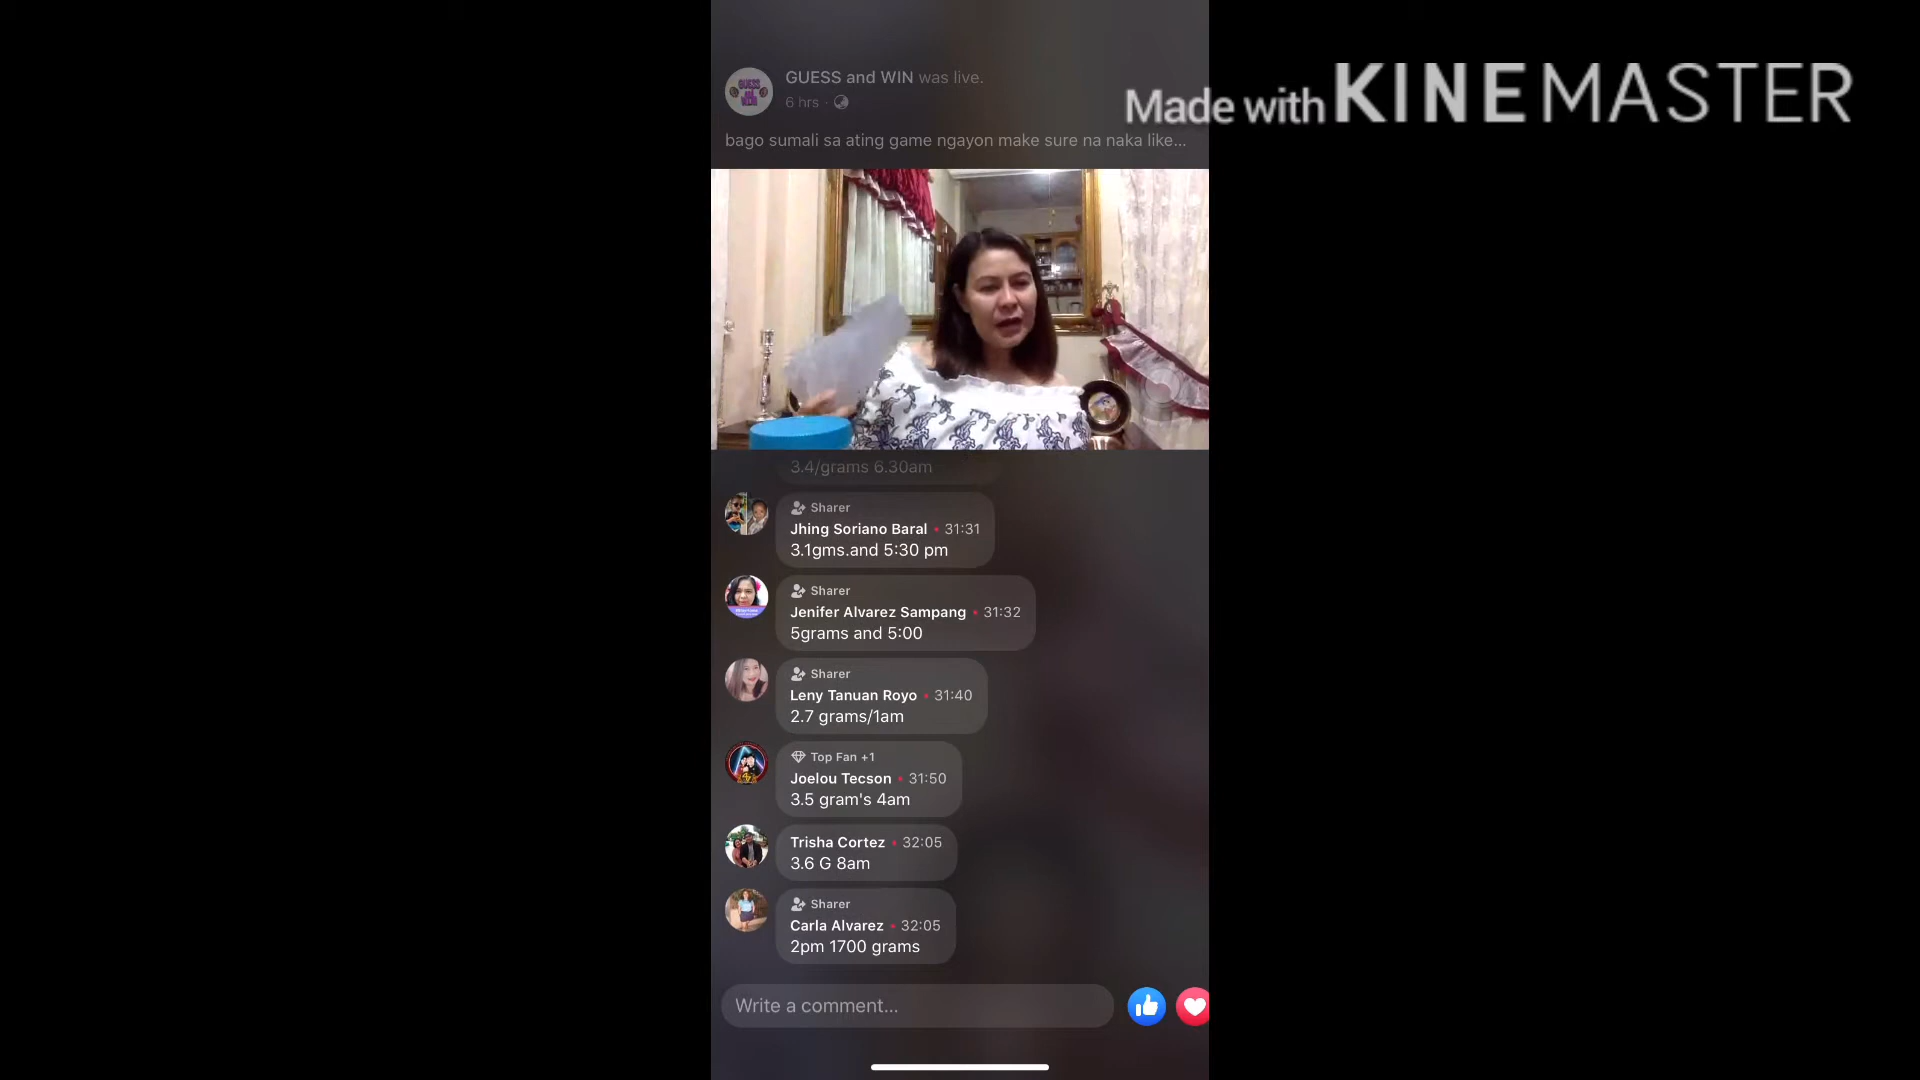 GUESS and WIN was live.
6 hrs ·
bago sumali sa ating game ngayon make sure na naka like...
Made with KINEMASTER
GUESS
and
WIN
3.4/grams 6.30am
Sharer
Jhing Soriano Baral • 31:31
3.1gms.and 5:30 pm
Sharer
Jenifer Alvarez Sampang • 31:32
5grams and 5:00
Sharer
Leny Tanuan Royo • 31:40
2.7 grams/1am
Top Fan +1
Joelou Tecson • 31:50
3.5 gram's 4am
Trisha Cortez • 32:05
3.6 G 8am
Sharer
Carla Alvarez • 32:05
2pm 1700 grams
Write a comment...